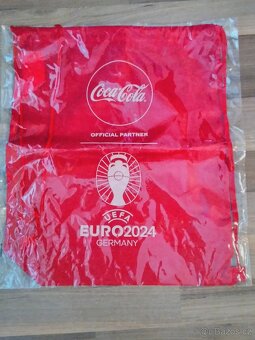 Coca-Cola
OFFICIAL PARTNER
UEFA
EURO2024
GERMANY